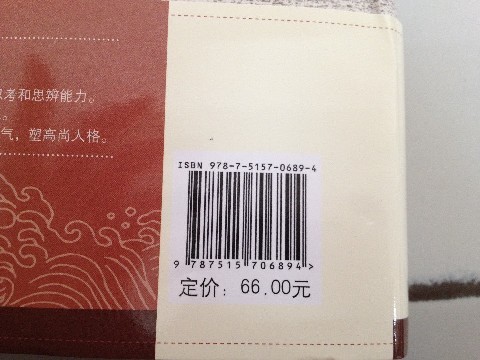 考和思辨能力。
气，塑高尚人格。
ISBN 978-7-5157-0689-4
9 787515 706894 >
定价：66.00元